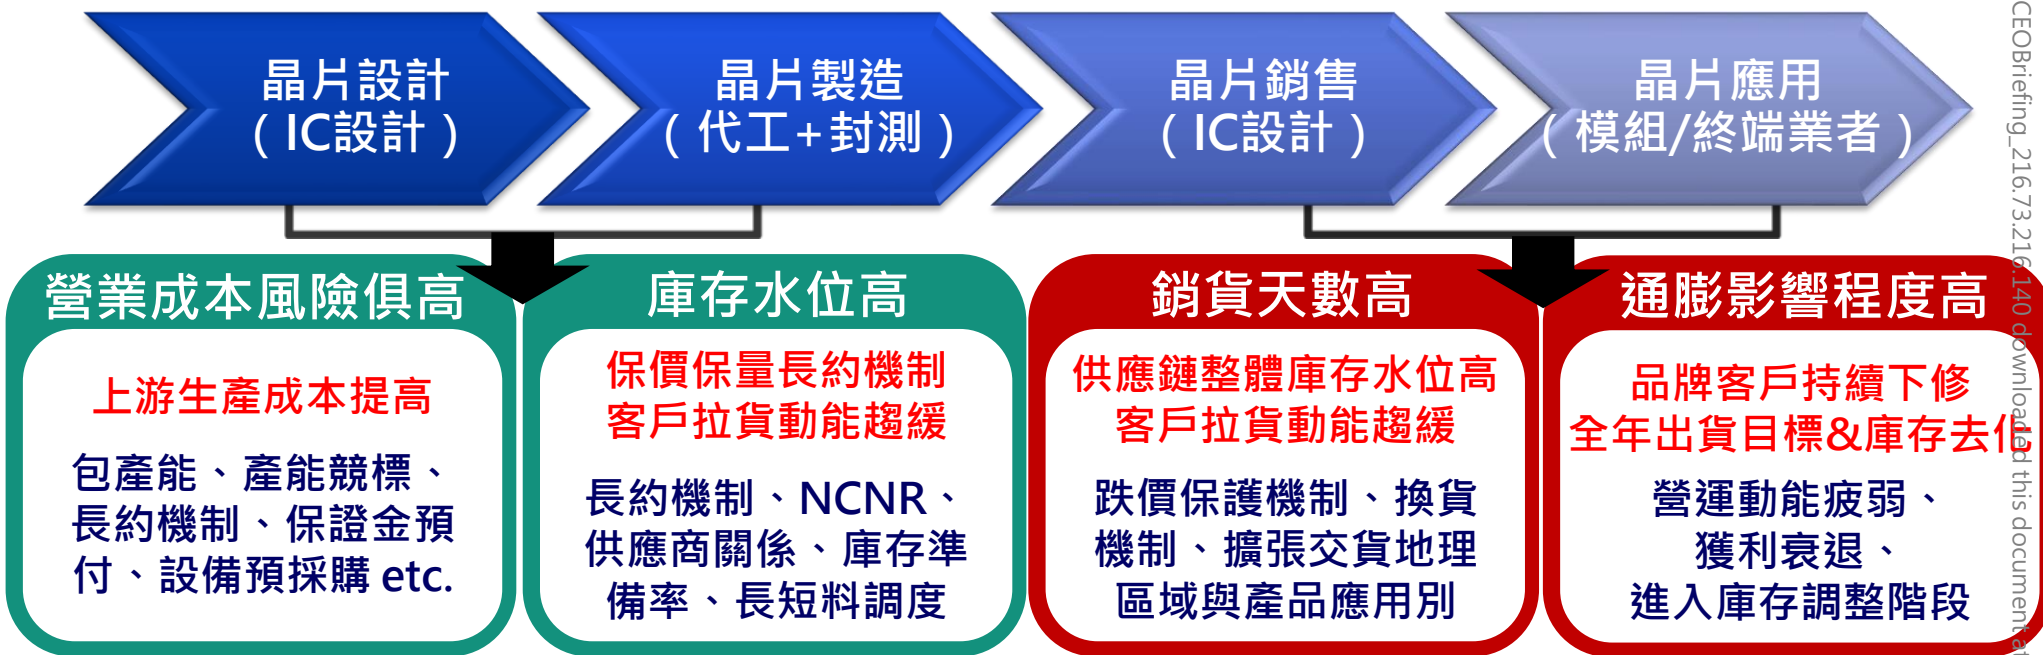 晶片設計
（IC設計）
晶片製造
（代工+封測）
晶片銷售
（IC設計）
晶片應用
（模組/終端業者）
營業成本風險俱高
上游生產成本提高
包產能、產能競標、
長約機制、保證金預
付、設備預採購 etc.
庫存水位高
保價保量長約機制
客戶拉貨動能趨緩
長約機制、NCNR、
供應商關係、庫存準
備率、長短料調度
銷貨天數高
供應鏈整體庫存水位高
客戶拉貨動能趨緩
跌價保護機制、換貨
機制、擴張交貨地理
區域與產品應用別
通膨影響程度高
品牌客戶持續下修
全年出貨目標&庫存去化
營運動能疲弱、
獲利衰退、
進入庫存調整階段
CEOBriefing_216.73.216.140 downloaded this document at